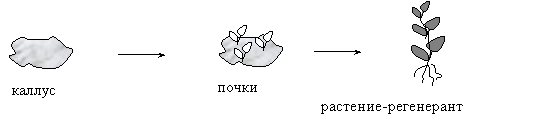 каллус
почки
растение-регенерант